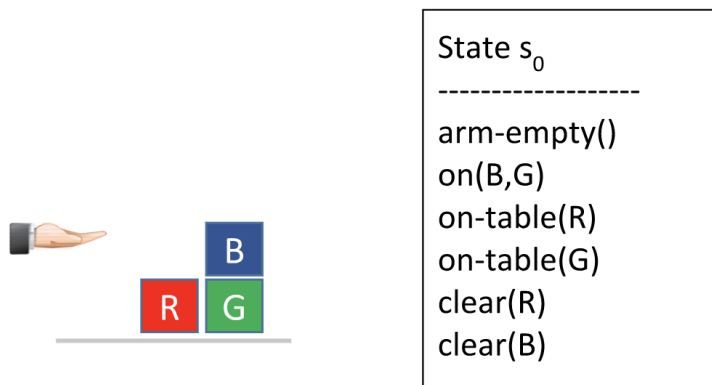 B
R G
State s₀
-------------------
arm-empty()
on(B,G)
on-table(R)
on-table(G)
clear(R)
clear(B)